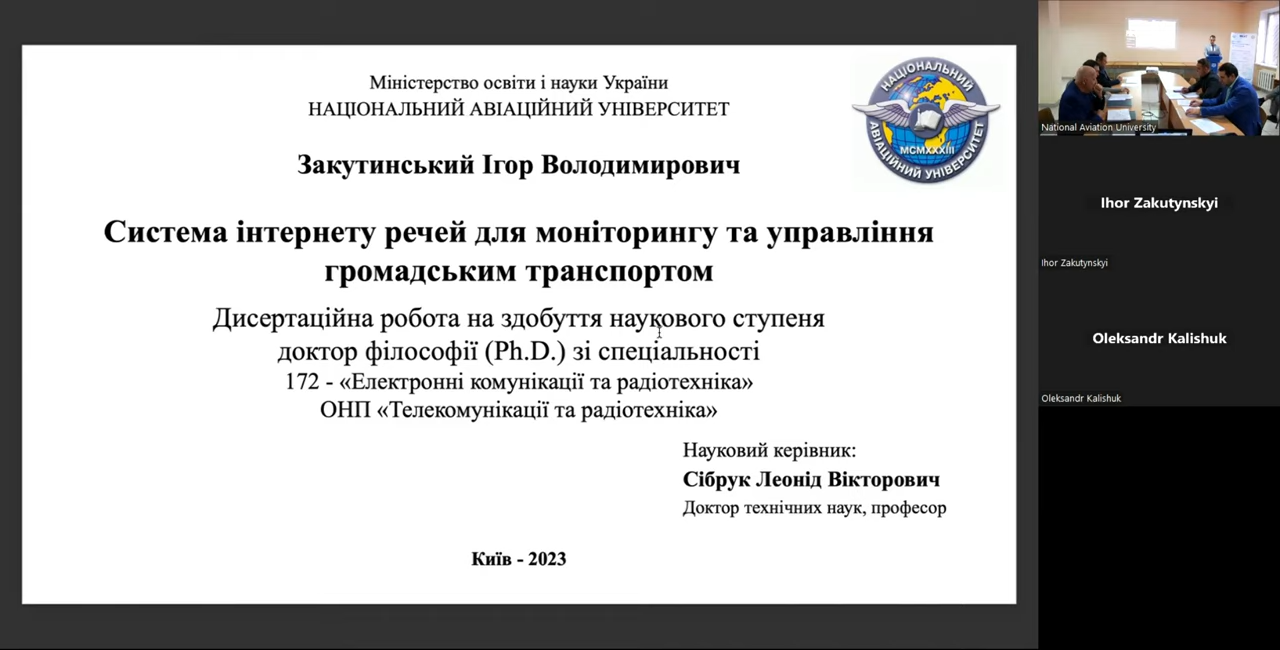 Міністерство освіти і науки України
НАЦІОНАЛЬНИЙ АВІАЦІЙНИЙ УНІВЕРСИТЕТ
НАЦІОНАЛЬНИЙ
MCMXXXIII
АВІАЦІЙНИЙ УНІВЕРСИТЕТ
Закутинський Ігор Володимирович
Система інтернету речей для моніторингу та управління
громадським транспортом
Дисертаційна робота на здобуття наукового ступеня
доктор філософії (Ph.D.) зі спеціальності
172 - «Електронні комунікації та радіотехніка»
ОНП «Телекомунікації та радіотехніка»
Науковий керівник:
Сібрук Леонід Вікторович
Доктор технічних наук, професор
Київ - 2023
National Aviation University
Ihor Zakutynskyi
Ihor Zakutynskyi
Oleksandr Kalishuk
Oleksandr Kalishuk